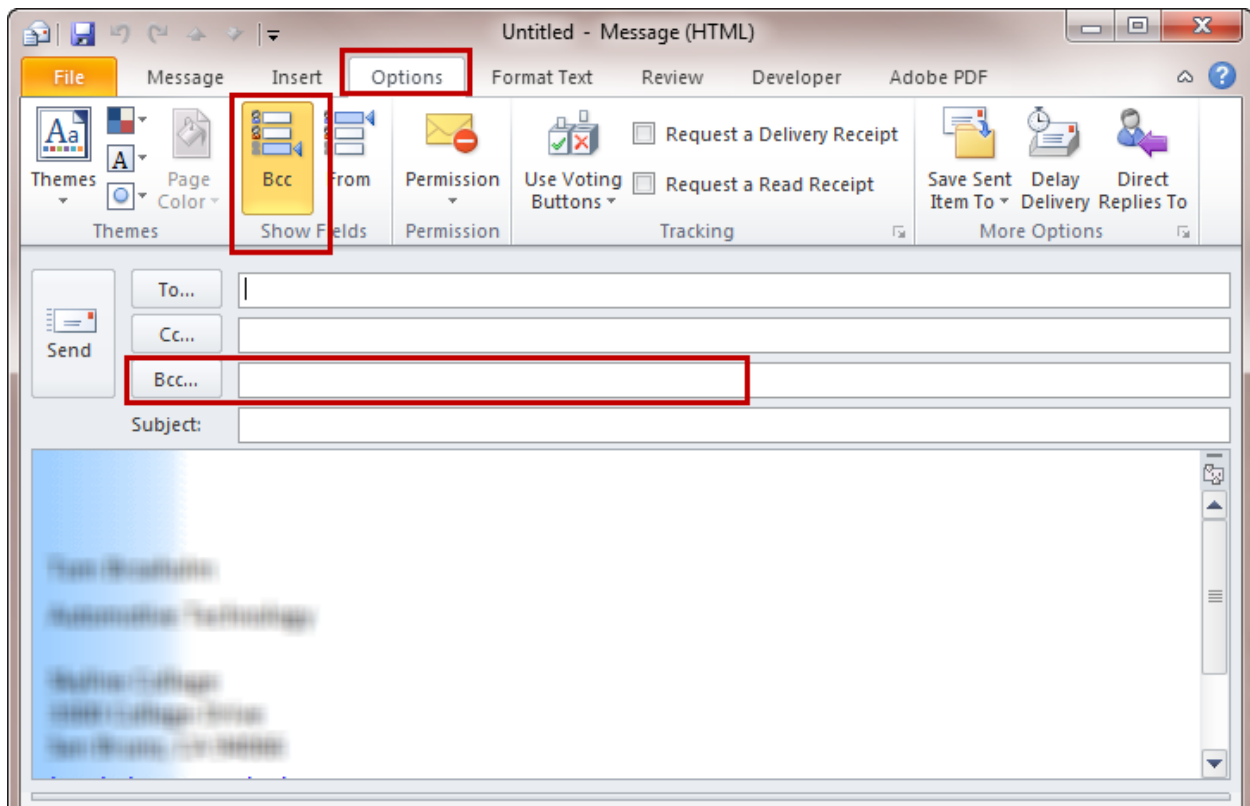 Untitled - Message (HTML)
File Message Insert Options Format Text Review Developer Adobe PDF
Themes Page Color Bcc From Permission Use Voting Buttons Request a Delivery Receipt Request a Read Receipt Save Sent Item To Delay Delivery Direct Replies To
Themes Show Fields Permission Tracking More Options
To...
Cc...
Send
Bcc...
Subject: